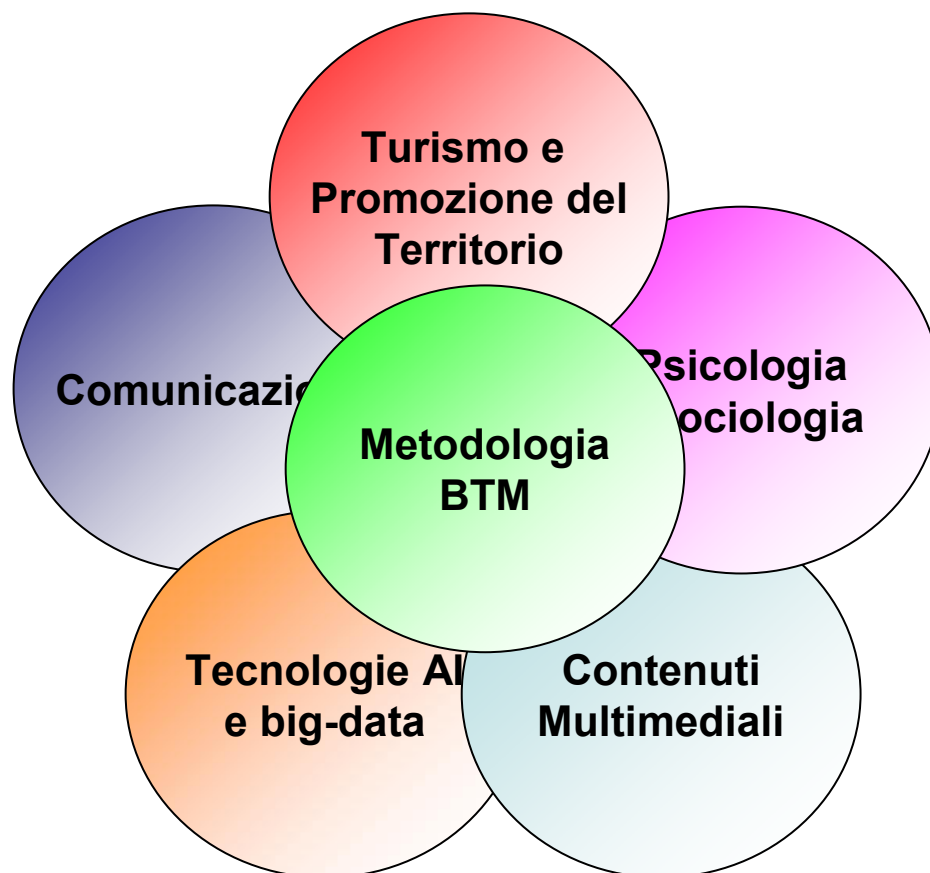 Turismo e
Promozione del
Territorio
Comunicazio
Psicologia
ociologia
Metodologia
BTM
Tecnologie AI
e big-data
Contenuti
Multimediali